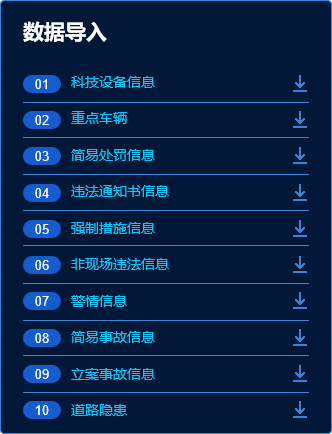 数据导入
01 科技设备信息
02 重点车辆
03 简易处罚信息
04 违法通知书信息
05 强制措施信息
06 非现场违法信息
07 警情信息
08 简易事故信息
09 立案事故信息
10 道路隐患